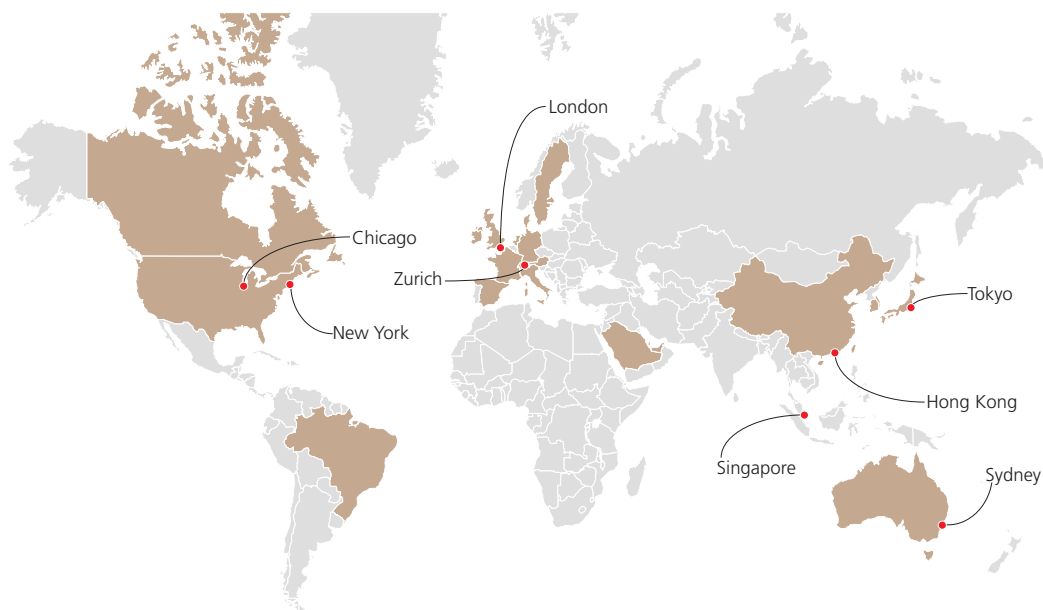 London
Chicago
Zurich
New York
Tokyo
Hong Kong
Singapore
Sydney